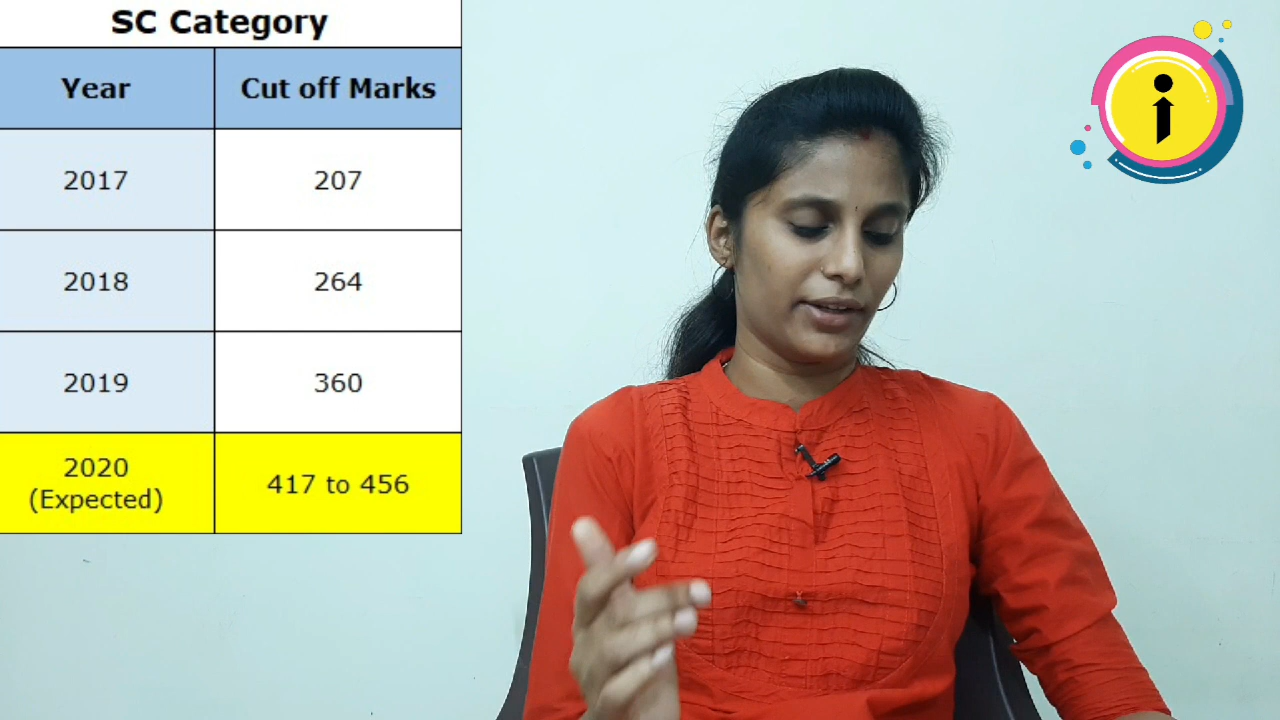 SC Category
Year Cut off Marks
2017 207
2018 264
2019 360
2020
(Expected) 417 to 456
i